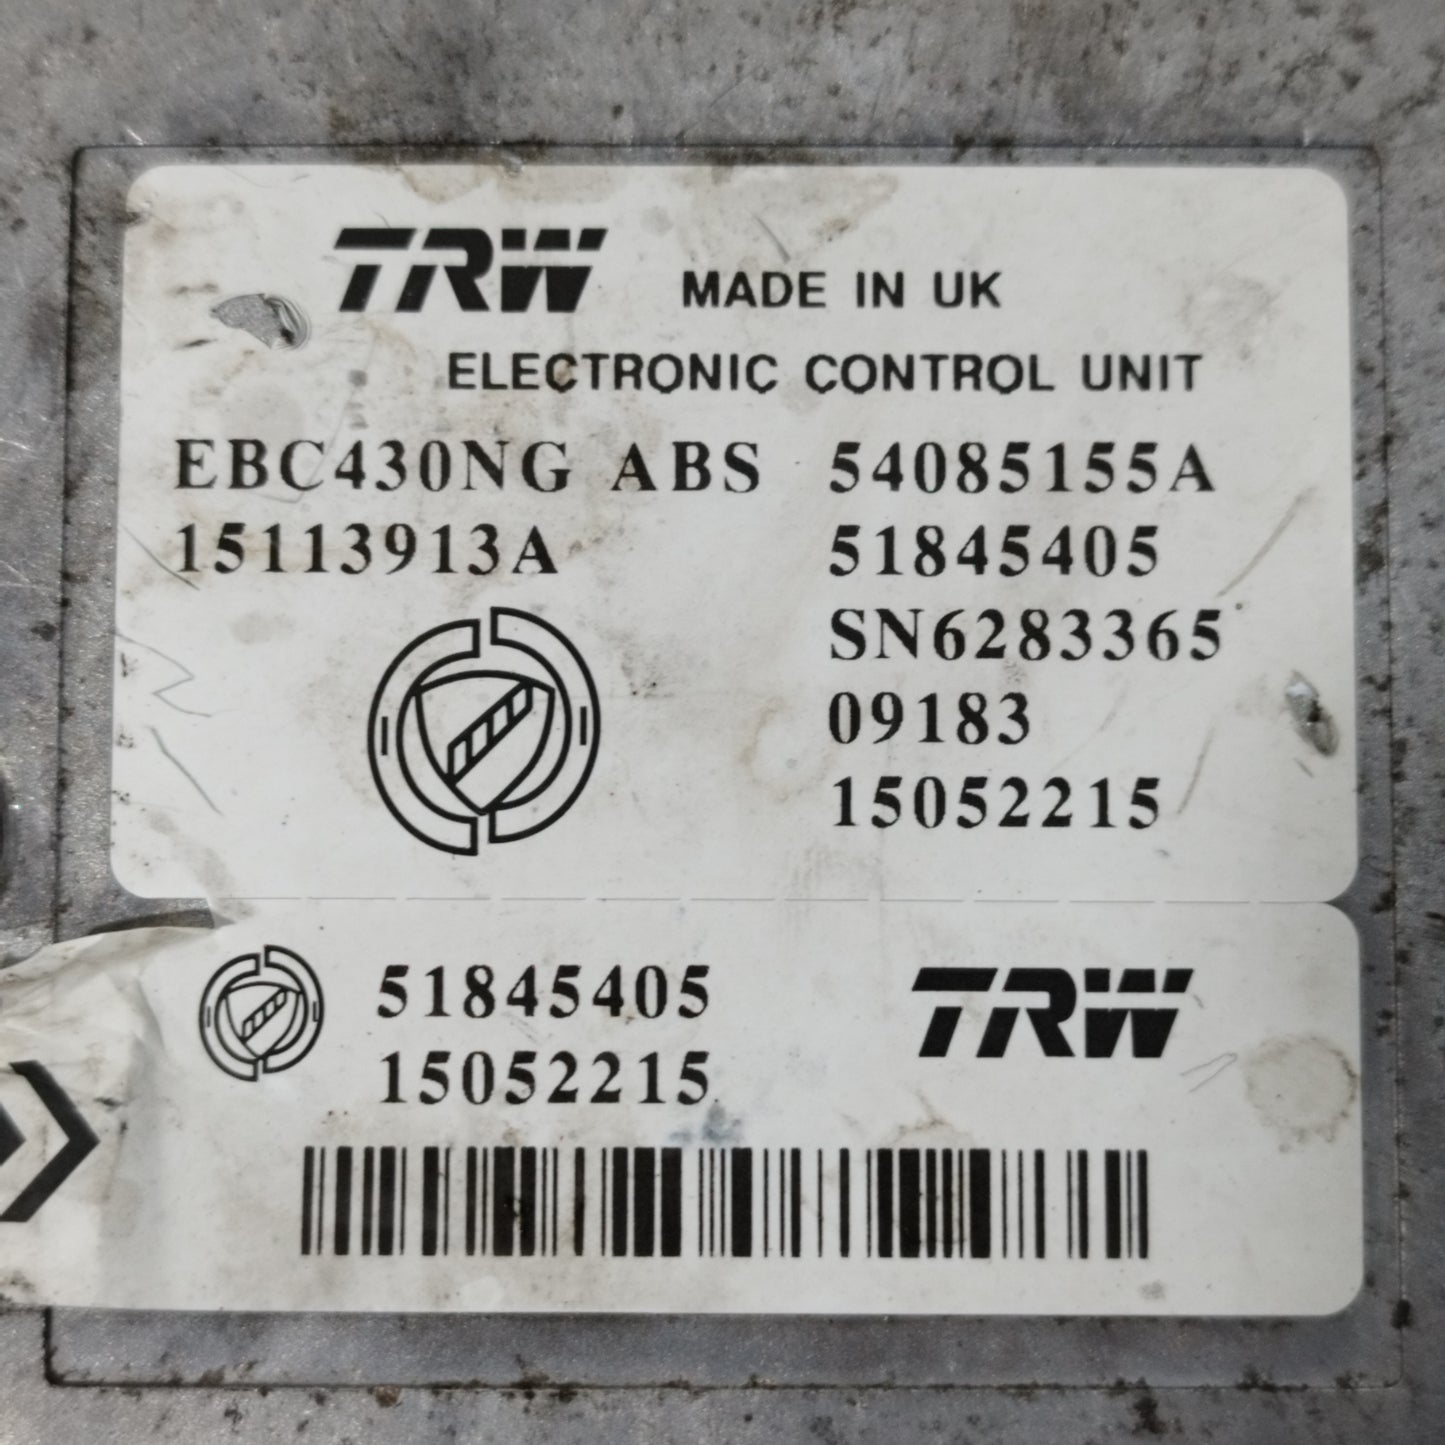 TRW MADE IN UK
ELECTRONIC CONTROL UNIT
EBC430NG ABS 54085155A
15113913A 51845405
SN6283365
09183
15052215
51845405 TRW
15052215